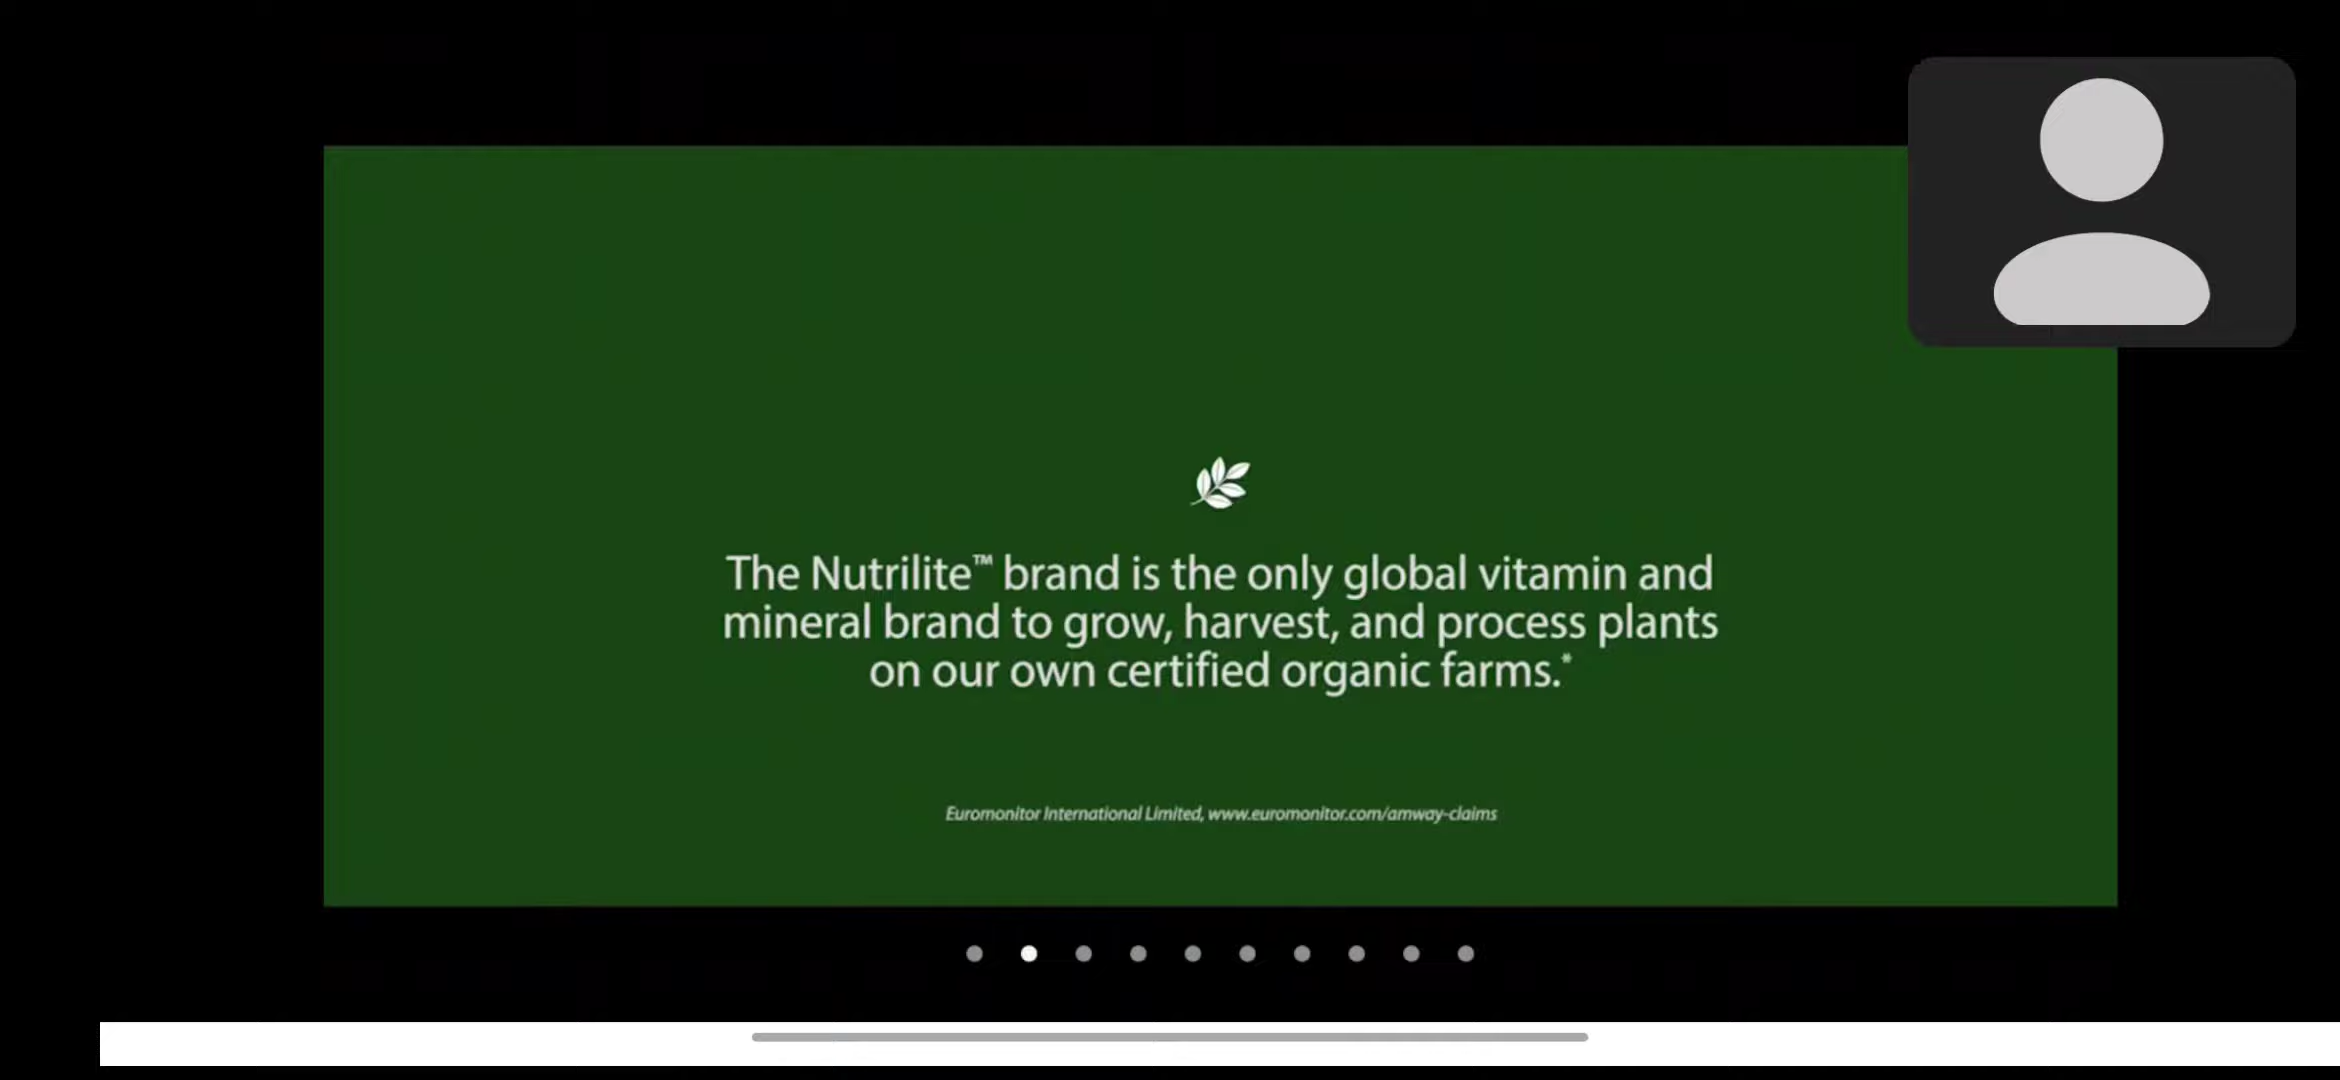 The Nutrilite™ brand is the only global vitamin and
mineral brand to grow, harvest, and process plants
on our own certified organic farms.*
Euromonitor International Limited, www.euromonitor.com/amway-claims